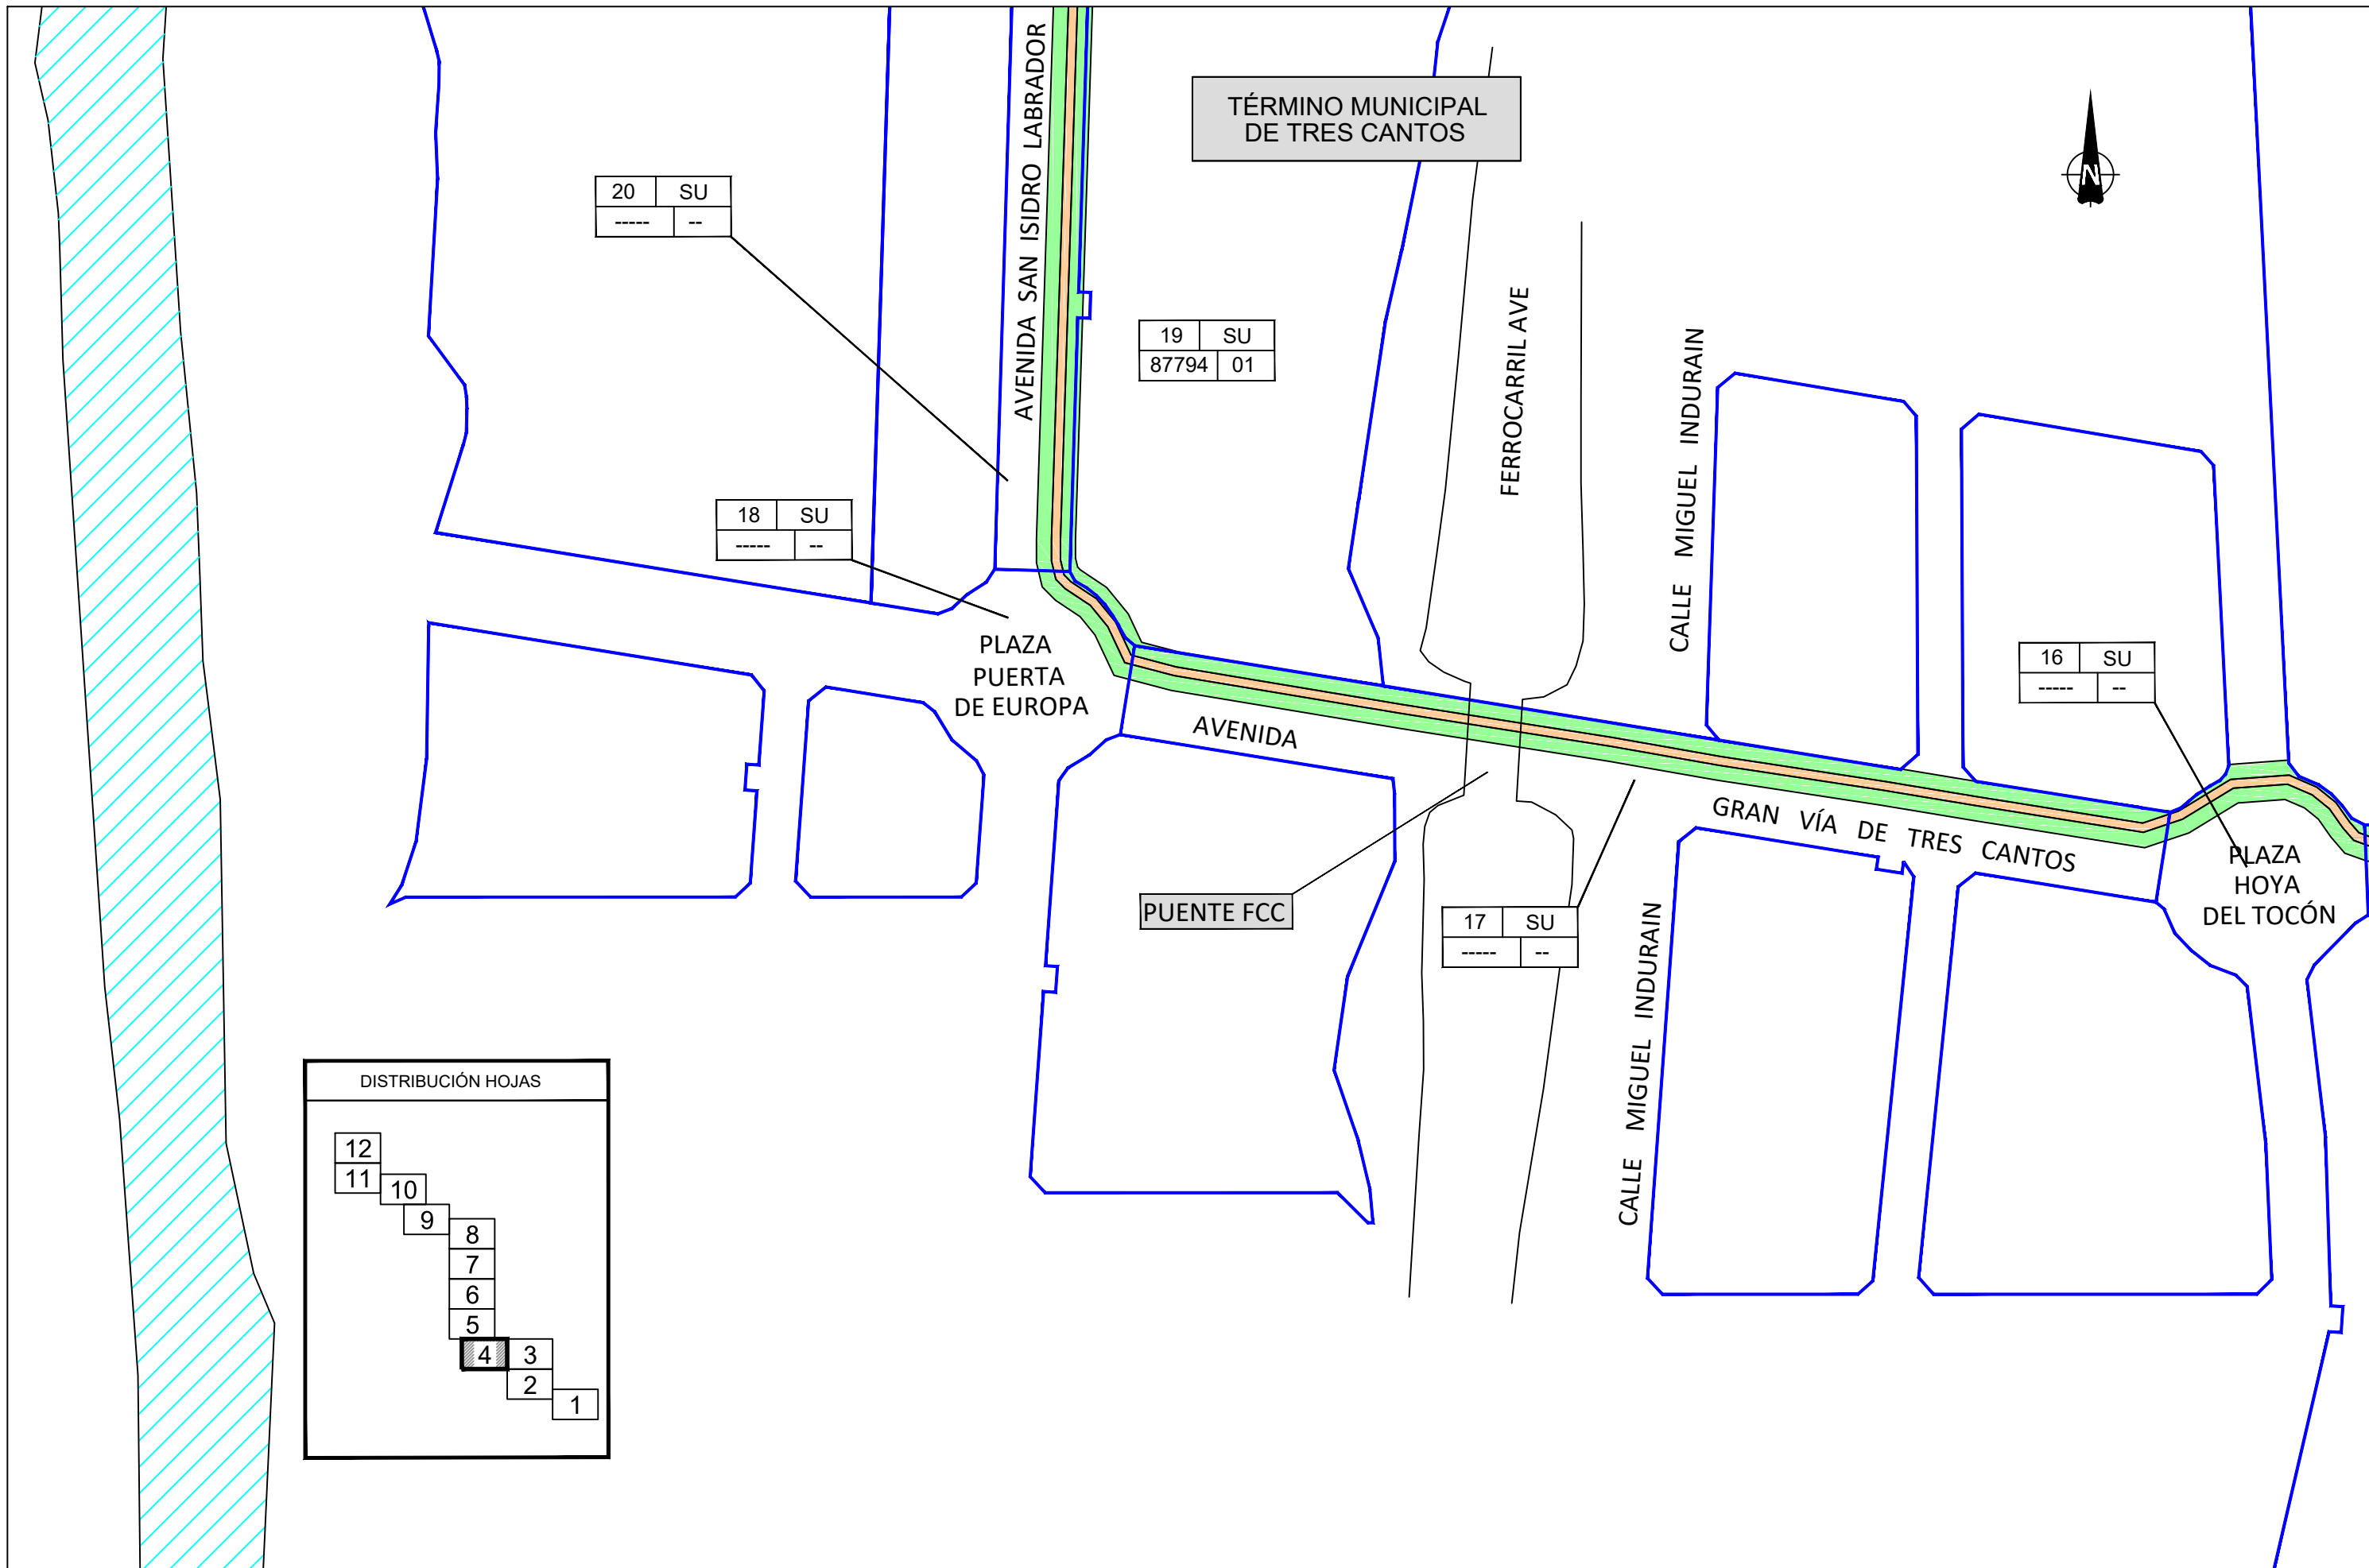 AVENIDA SAN ISIDRO LABRADOR
TÉRMINO MUNICIPAL
DE TRES CANTOS
N
20 SU
----- --
19 SU
87794 01
FERROCARRIL AVE
CALLE MIGUEL INDURAIN
18 SU
----- --
PLAZA
PUERTA
DE EUROPA
16 SU
----- --
AVENIDA
GRAN VÍA DE TRES CANTOS
PLAZA
HOYA
DEL TOCÓN
PUENTE FCC
17 SU
----- --
CALLE MIGUEL INDURAIN
DISTRIBUCIÓN HOJAS
12
11
10
9
8
7
6
5
4 3
2
1